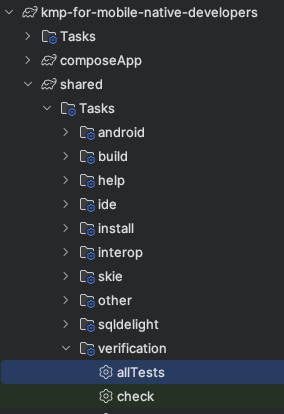 kmp-for-mobile-native-developers
Tasks
composeApp
shared
Tasks
android
build
help
ide
install
interop
skie
other
sqldelight
verification
allTests
check